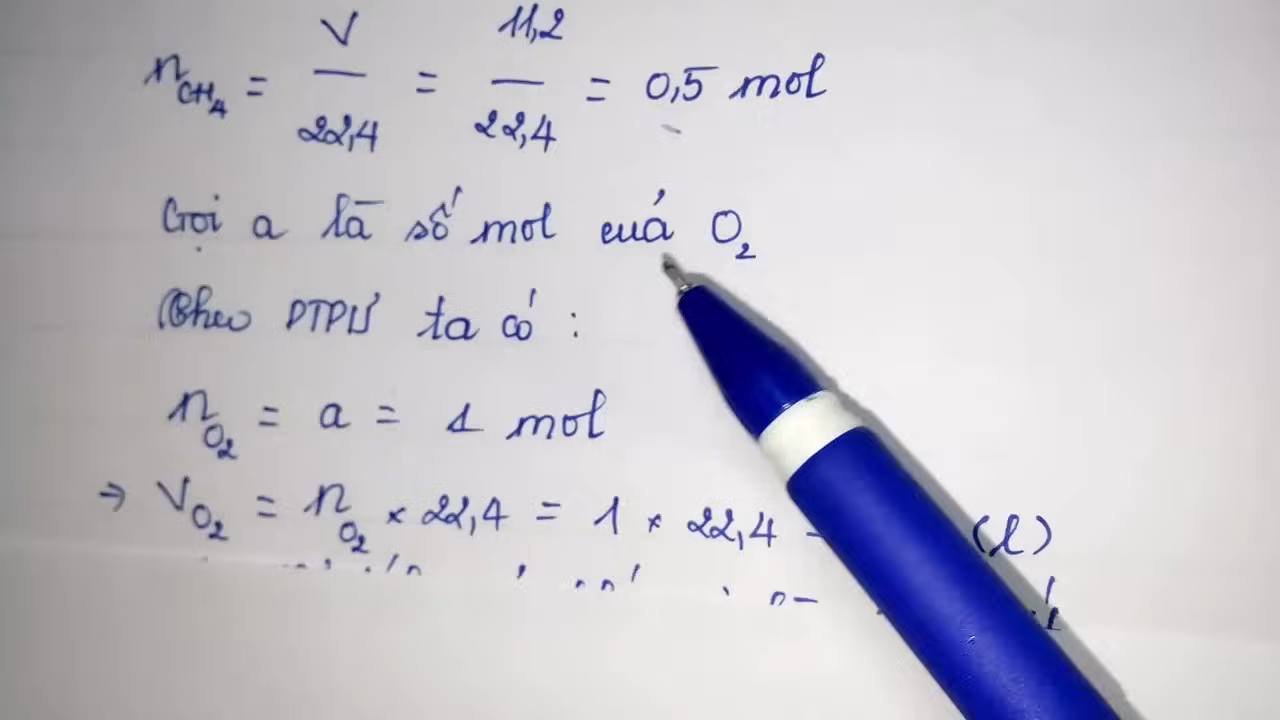 n CH4 = V / 22,4 = 11,2 / 22,4 = 0,5 mol
Gọi a là số mol của O2
Theo PTPƯ ta có :
n O2 = a = 1 mol
→ V O2 = n O2 × 22,4 = 1 × 22,4 (l)